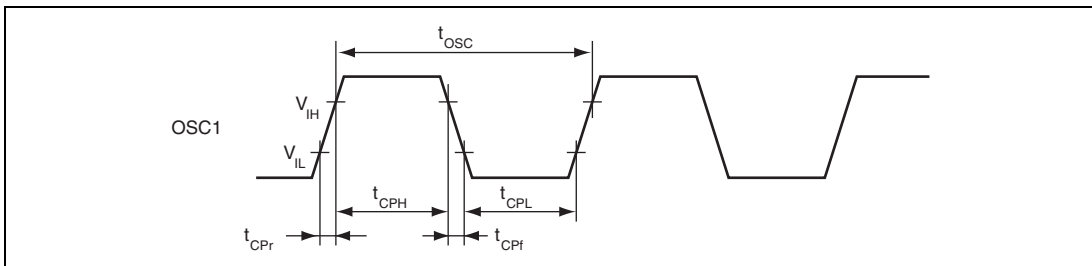 tOSC
VIH
OSC1
VIL
tCPH
tCPL
tCPr
tCPf